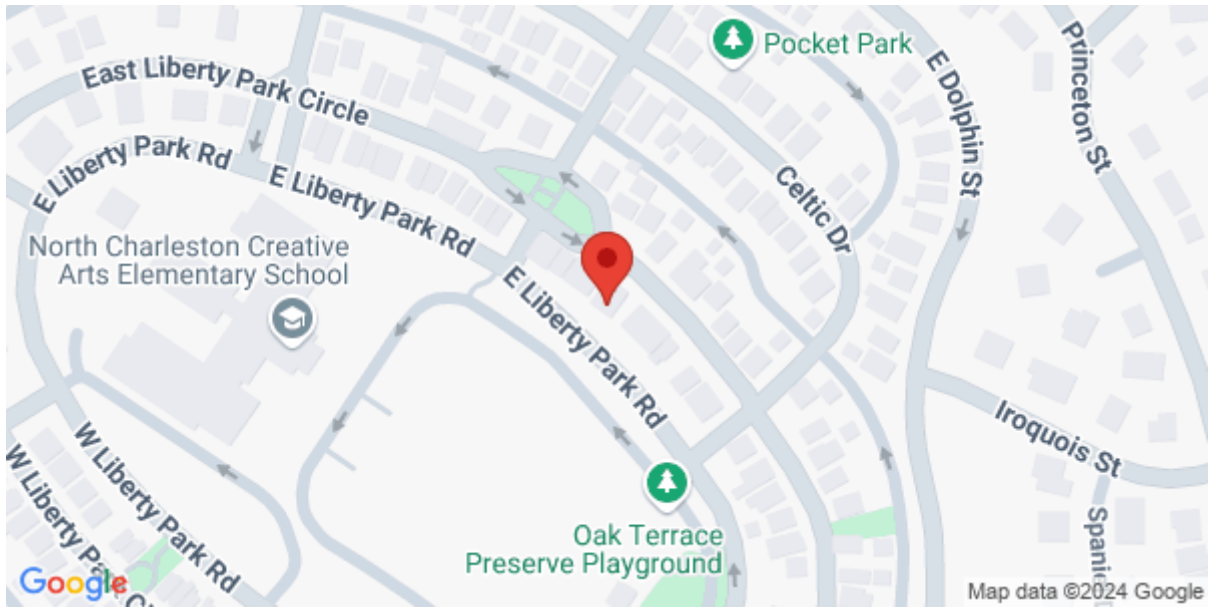 Pocket Park
East Liberty Park Circle
E Liberty Park Rd
E Liberty Park Rd
E Dolphin St
Princeton St
Celtic Dr
North Charleston Creative
Arts Elementary School
E Liberty Park Rd
Iroquois St
W Liberty Park Rd
Oak Terrace
Preserve Playground
Google
Map data ©2024 Google